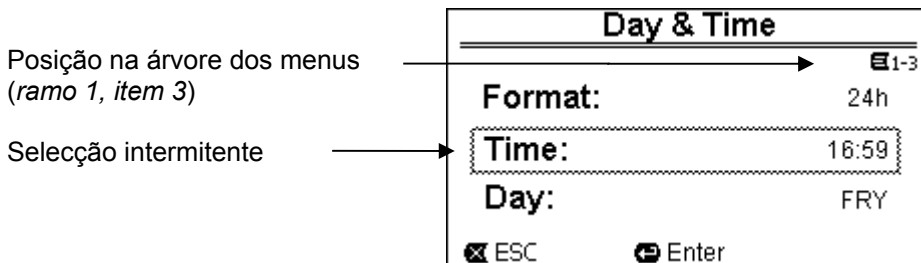 Day & Time
Posição na árvore dos menus
(ramo 1, item 3)
1-3
Format: 24h
Selecção intermitente
Time: 16:59
Day: FRY
ESC Enter